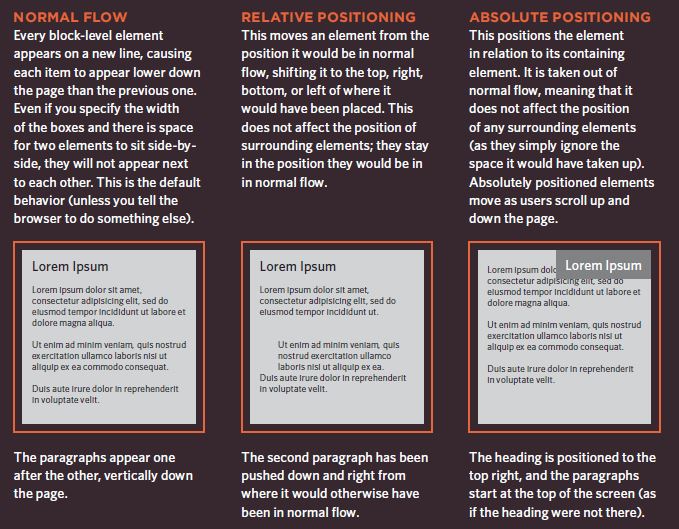 NORMAL FLOW
Every block-level element
appears on a new line, causing
each item to appear lower down
the page than the previous one.
Even if you specify the width
of the boxes and there is space
for two elements to sit side-by-
side, they will not appear next
to each other. This is the default
behavior (unless you tell the
browser to do something else).
Lorem Ipsum
Lorem ipsum dolor sit amet,
consectetur adipisicing elit, sed do
eiusmod tempor incididunt ut labore et
dolore magna aliqua.
Ut enim ad minim veniam, quis nostrud
exercitation ullamco laboris nisi ut
aliquip ex ea commodo consequat.
Duis aute irure dolor in reprehenderit
in voluptate velit.
The paragraphs appear one
after the other, vertically down
the page.
RELATIVE POSITIONING
This moves an element from the
position it would be in normal
flow, shifting it to the top, right,
bottom, or left of where it
would have been placed. This
does not affect the position of
surrounding elements; they stay
in the position they would be in
in normal flow.
Lorem Ipsum
Lorem ipsum dolor sit amet,
consectetur adipisicing elit, sed do
eiusmod tempor incididunt ut.
Ut enim ad minim veniam, quis
nostrud exercitation ullamco
laboris nisi ut aliquip ex ea.
Duis aute irure dolor in reprehenderit
in voluptate velit.
The second paragraph has been
pushed down and right from
where it would otherwise have
been in normal flow.
ABSOLUTE POSITIONING
This positions the element
in relation to its containing
element. It is taken out of
normal flow, meaning that it
does not affect the position
of any surrounding elements
(as they simply ignore the
space it would have taken up).
Absolutely positioned elements
move as users scroll up and
down the page.
Lorem Ipsum
Lorem ipsum
consectetur adipisicing elit, sed do
eiusmod tempor incididunt ut labore et
dolore magna aliqua.
Ut enim ad minim veniam, quis nostrud
exercitation ullamco laboris nisi ut
aliquip ex ea commodo consequat.
Duis aute irure dolor in reprehenderit
in voluptate velit.
The heading is positioned to the
top right, and the paragraphs
start at the top of the screen (as
if the heading were not there).